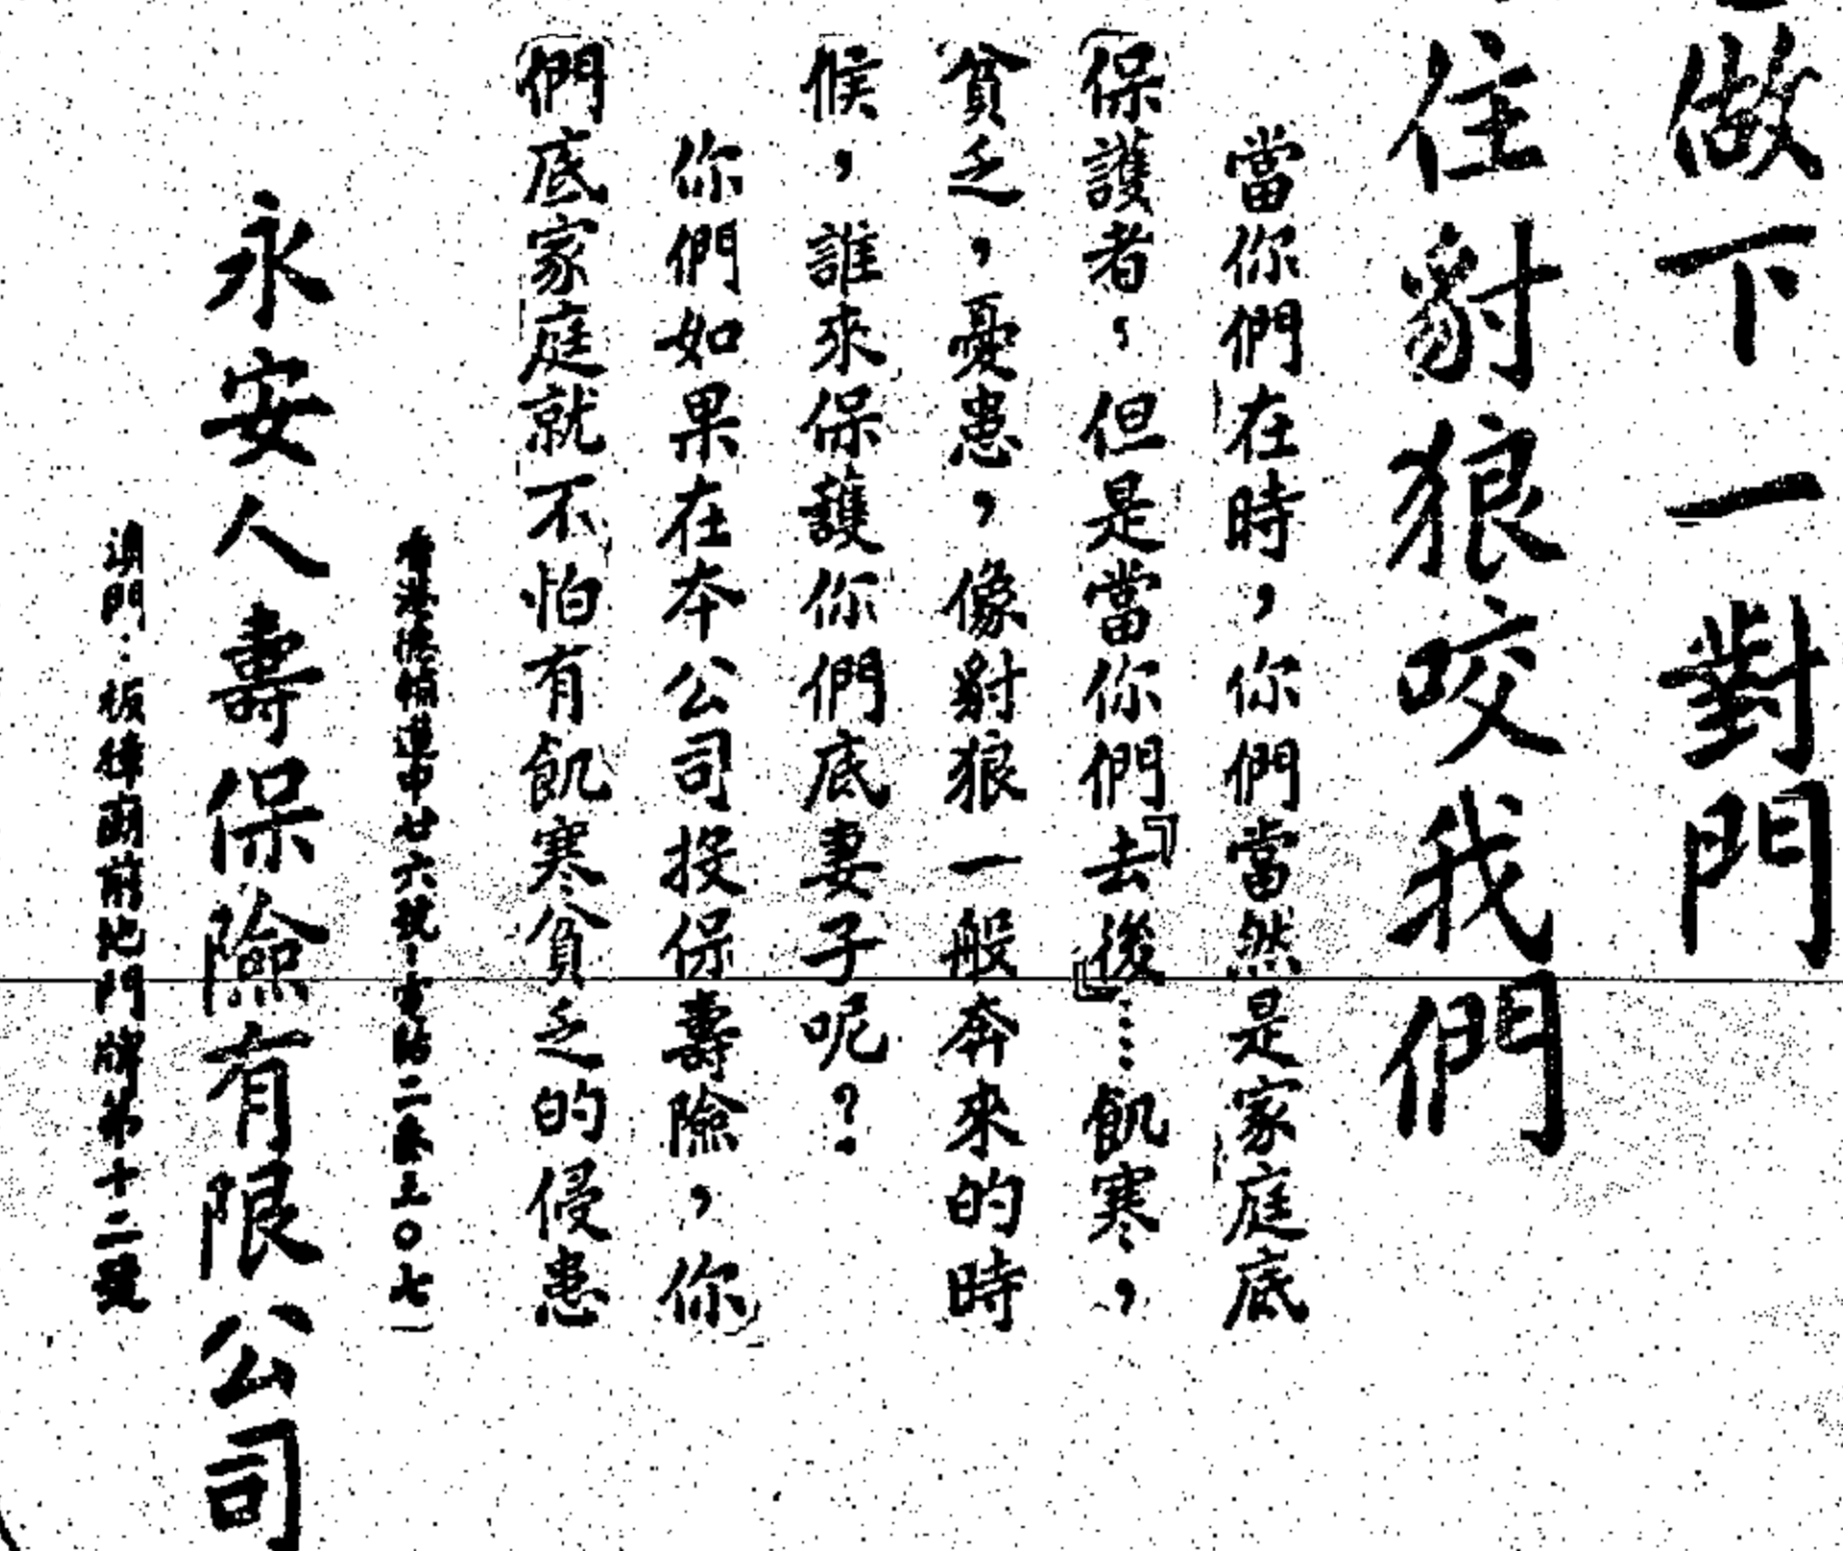 做下一對門
住豺狼咬我們
當你們在時，你們當然是家庭底
保護者，但是當你們『去後』……飢寒，
貧乏，憂患，像豺狼一般奔來的時
候，誰來保護你們底妻子呢？
你們如果在本公司投保壽險，你
們底家庭就不怕有飢寒貧乏的侵患
香港德輔道中廿六號・電話二 三〇七一
永安人壽保險有限公司
澳門：板樟廟前地門牌第十二號